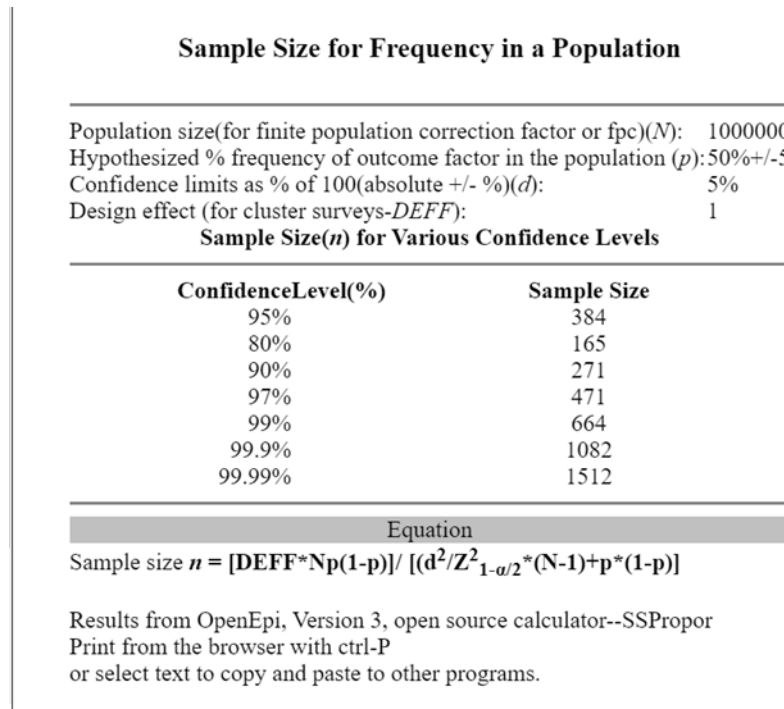 Sample Size for Frequency in a Population
Population size(for finite population correction factor or fpc)(N): 1000000
Hypothesized % frequency of outcome factor in the population (p):50%+/-5
Confidence limits as % of 100(absolute +/- %)(d): 5%
Design effect (for cluster surveys-DEFF): 1
Sample Size(n) for Various Confidence Levels
ConfidenceLevel(%) Sample Size
95% 384
80% 165
90% 271
97% 471
99% 664
99.9% 1082
99.99% 1512
Equation
Sample size n = [DEFF*Np(1-p)]/ [(d²/Z²₁₋α/₂*(N-1)+p*(1-p)]
Results from OpenEpi, Version 3, open source calculator--SSPropor
Print from the browser with ctrl-P
or select text to copy and paste to other programs.